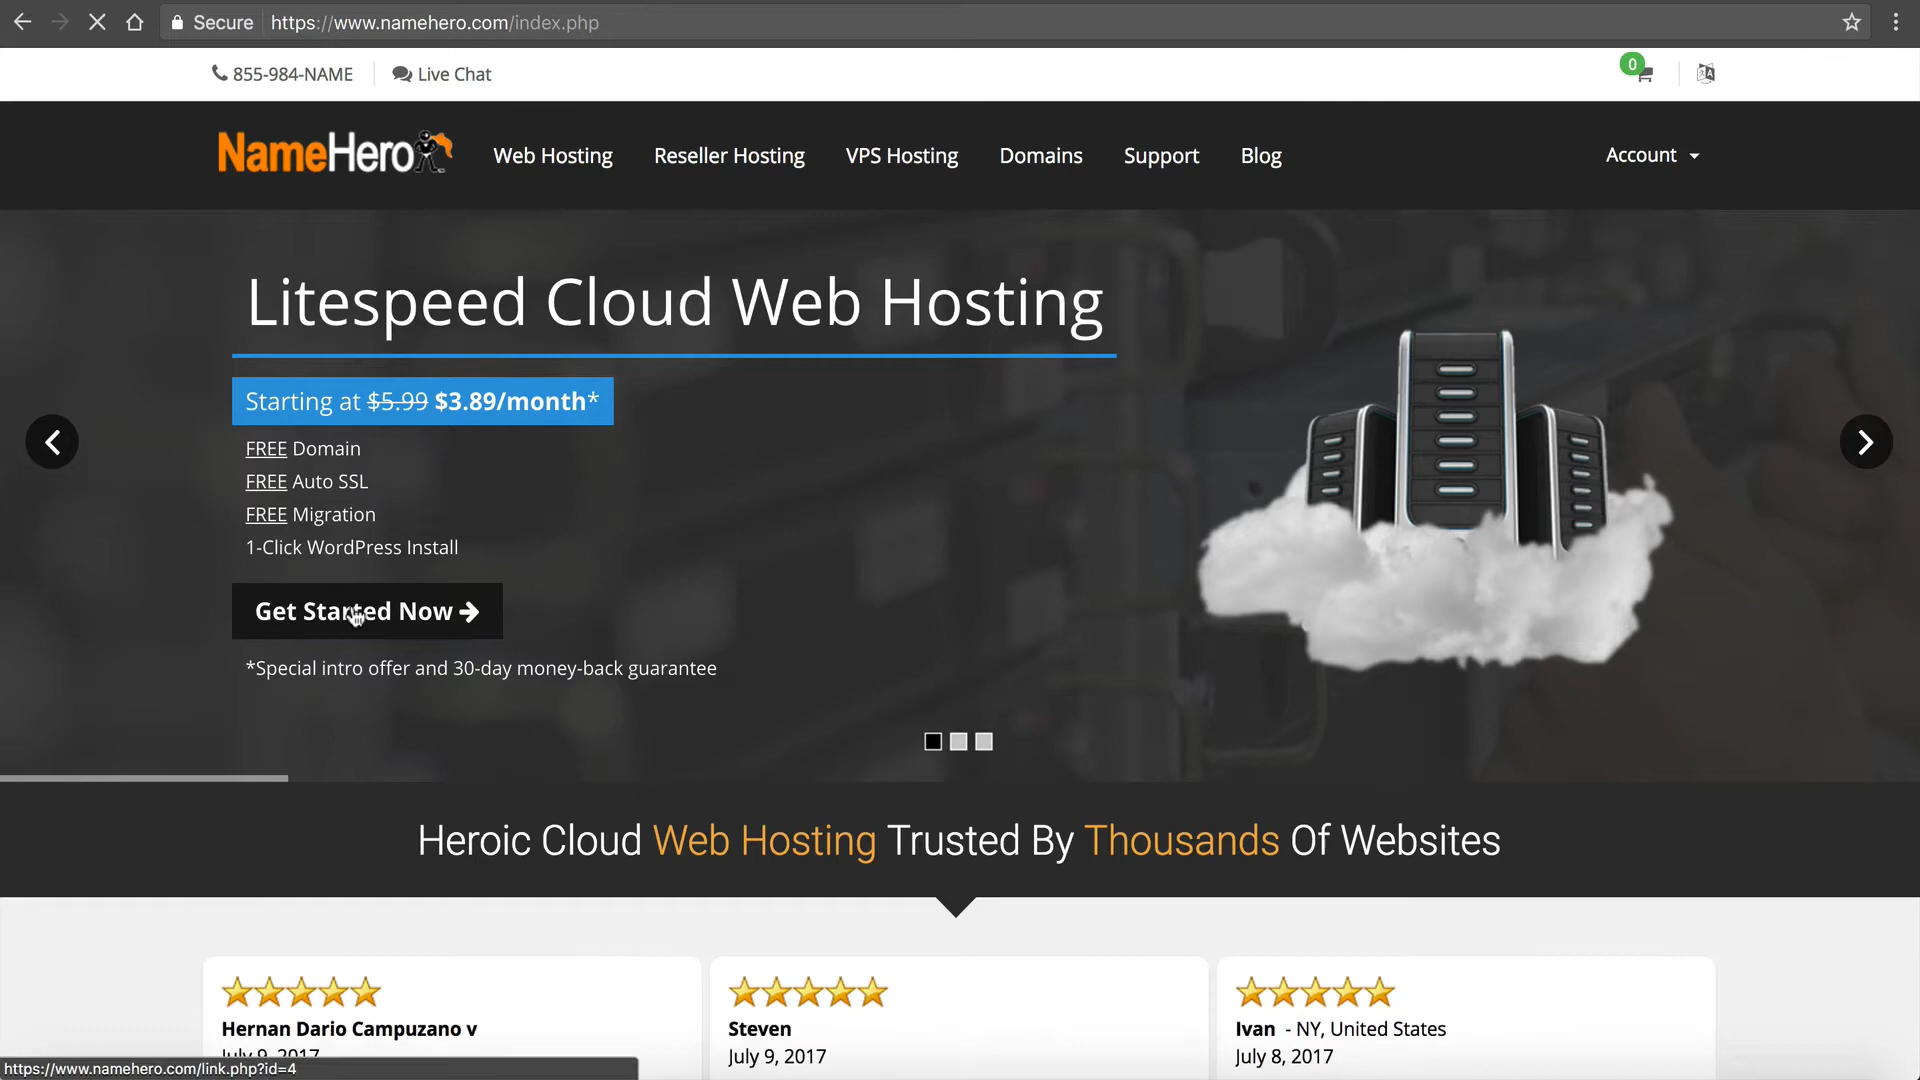 Secure https://www.namehero.com/index.php
855-984-NAME Live Chat
0
NameHero Web Hosting Reseller Hosting VPS Hosting Domains Support Blog Account
Litespeed Cloud Web Hosting
Starting at $5.99 $3.89/month*
FREE Domain
FREE Auto SSL
FREE Migration
1-Click WordPress Install
Get Started Now
*Special intro offer and 30-day money-back guarantee
Heroic Cloud Web Hosting Trusted By Thousands Of Websites
Hernan Dario Campuzano v
July 9, 2017
Steven
July 9, 2017
Ivan - NY, United States
July 8, 2017
https://www.namehero.com/link.php?id=4